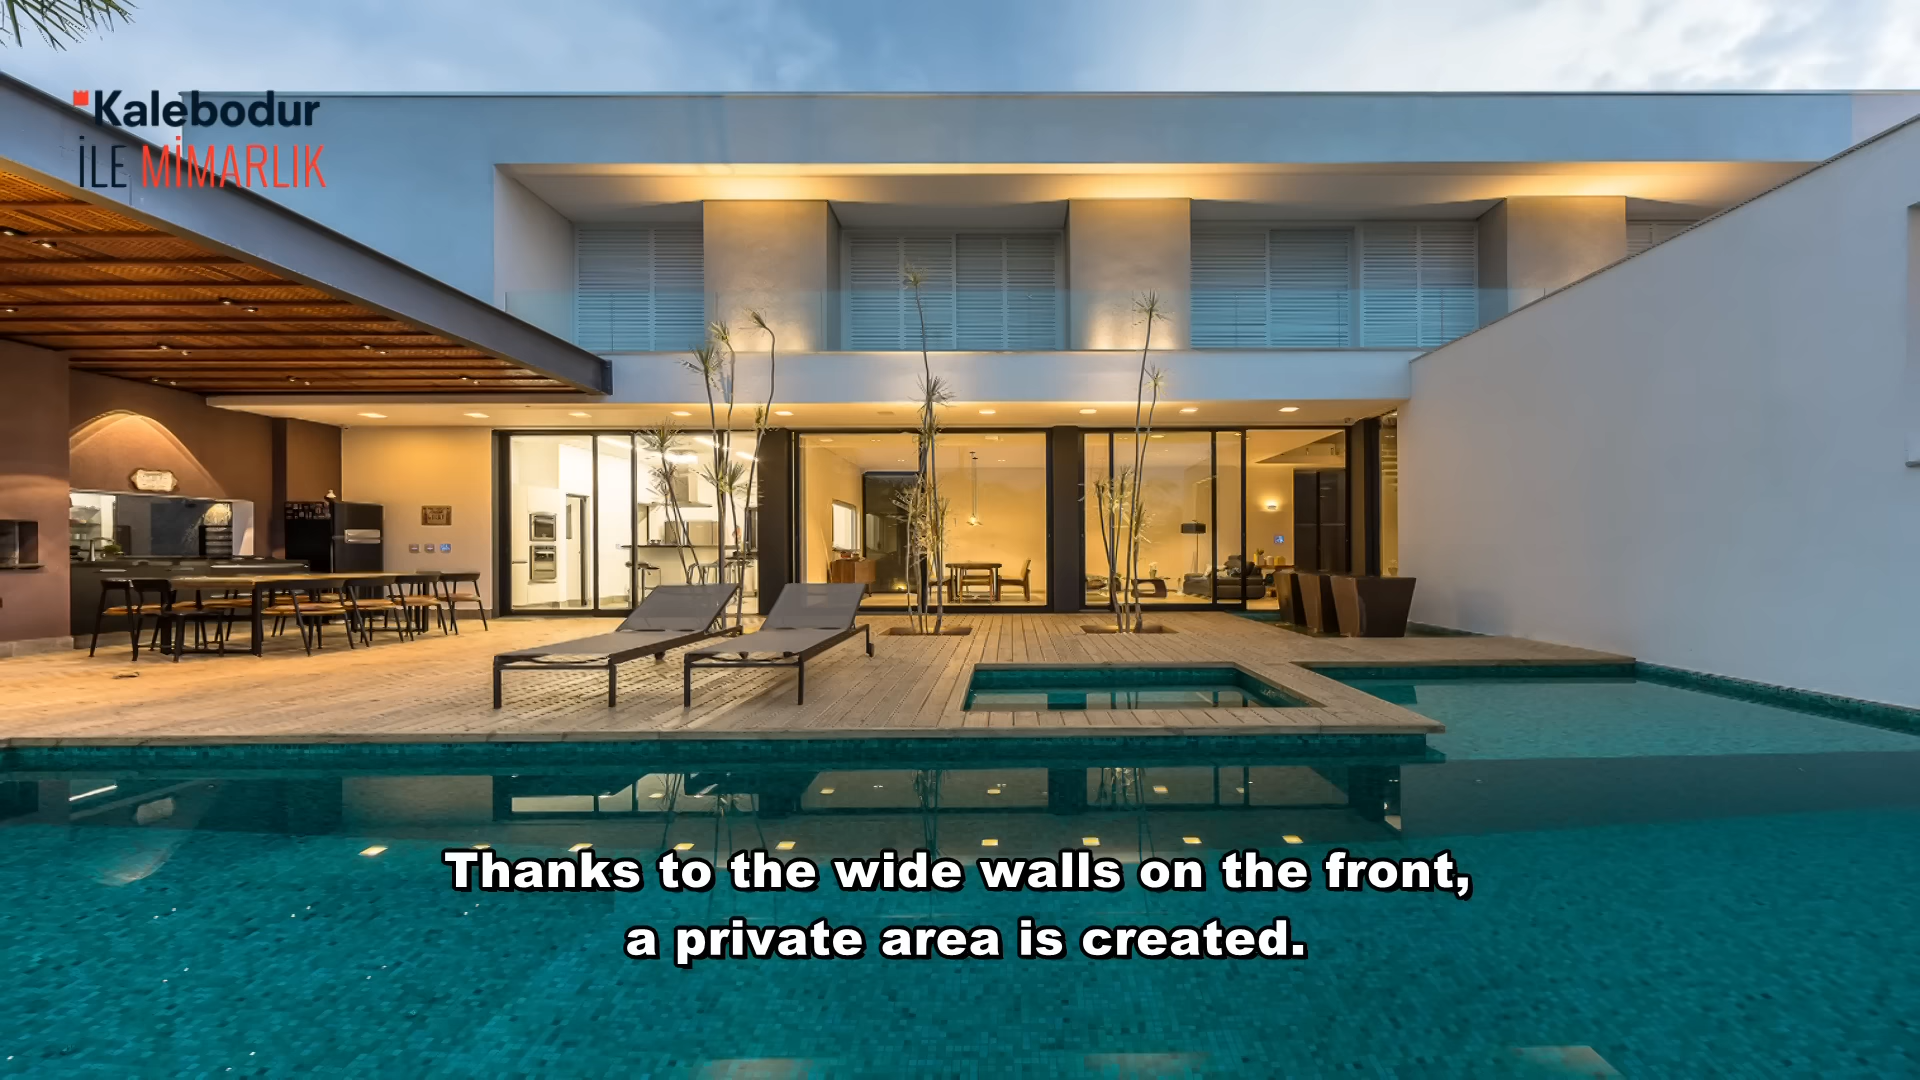 Kalebodur
İLE MİMARLIK
Thanks to the wide walls on the front,
a private area is created.